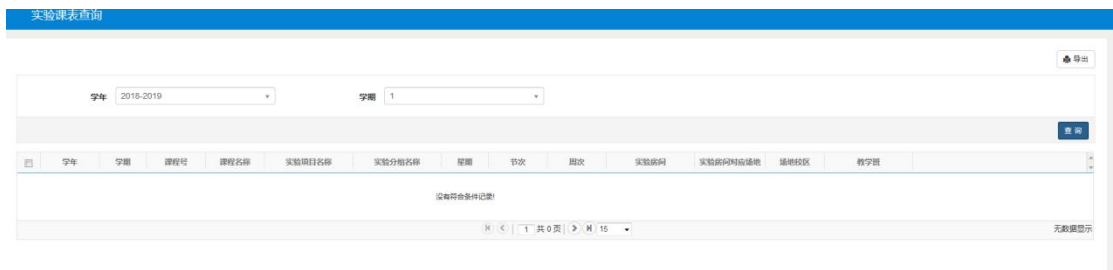 实验课表查询
导出
学年 2018-2019 学期 1
查询
学年 学期 课程号 课程名称 实验项目名称 实验分组名称 星期 节次 周次 实验房间 实验房间对应场地 场地校区 教学班
没有符合条件记录!
1 共 0 页 15 无数据显示